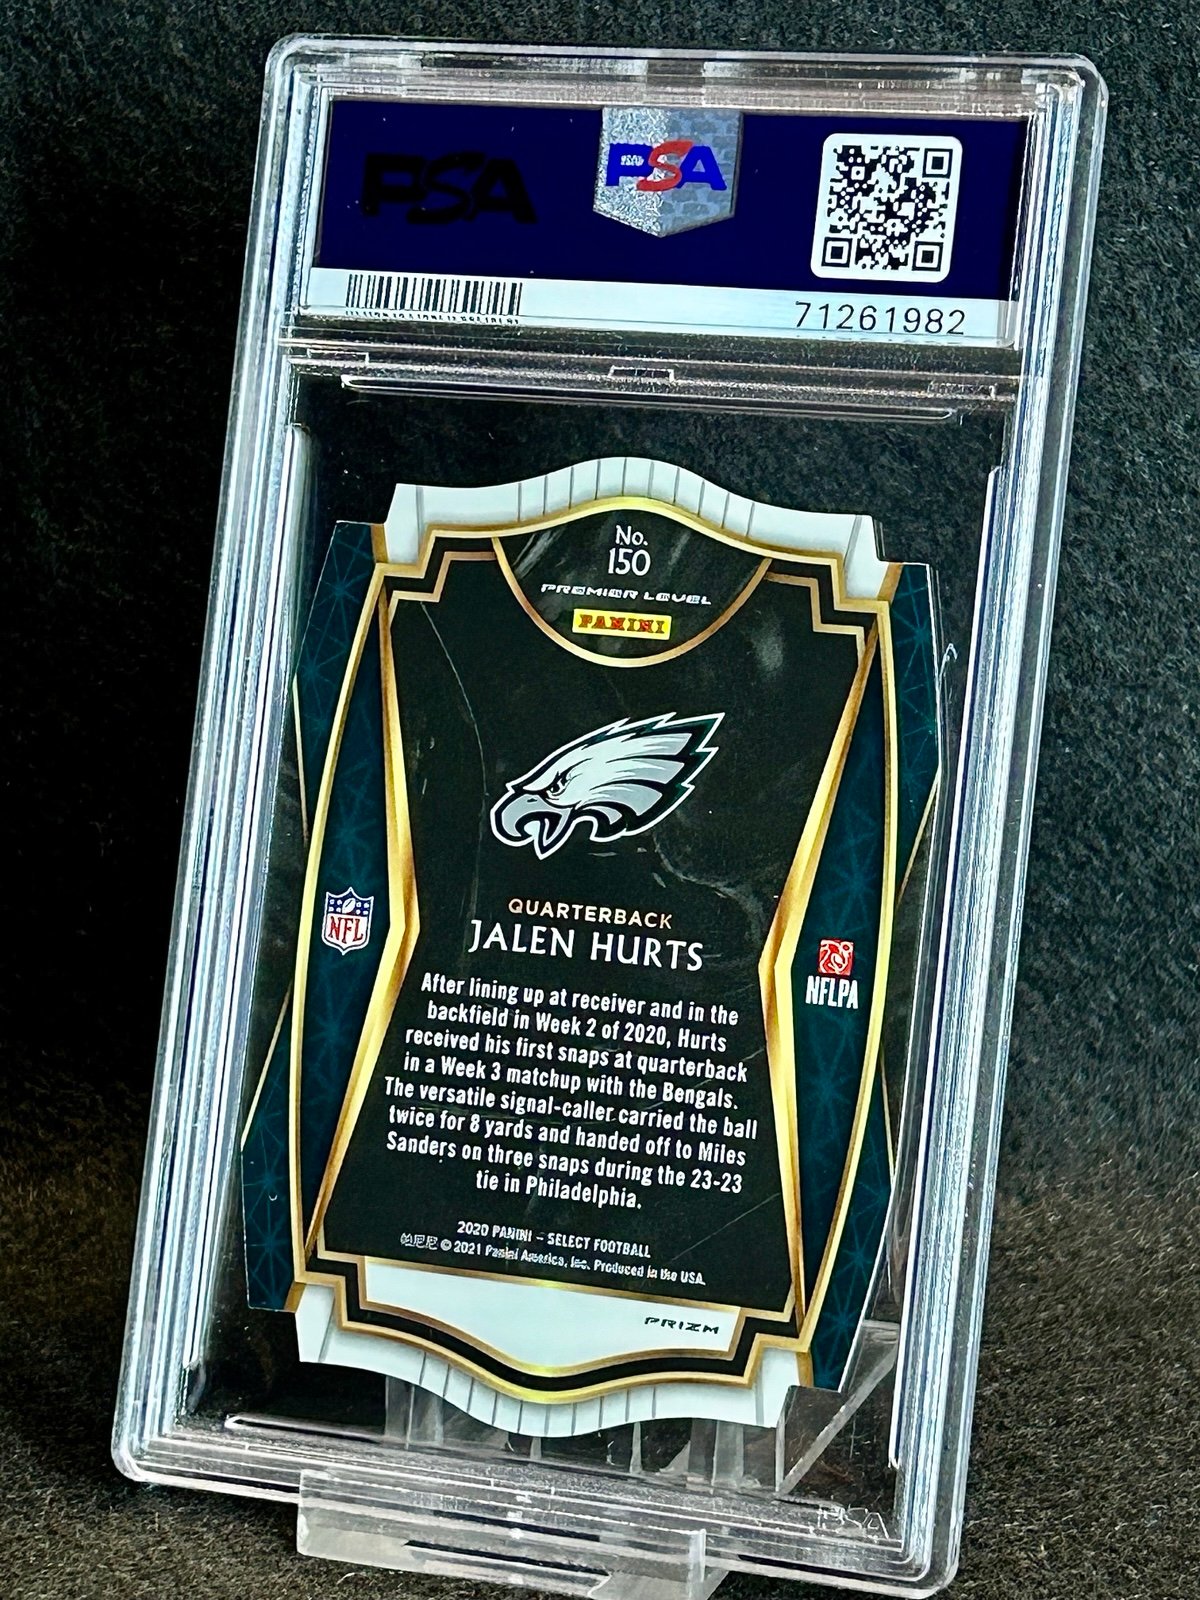 PSA
PSA
71261982
No.
150
PREMIER LEVEL
PANINI
QUARTERBACK
JALEN HURTS
NFL
NFLPA
After lining up at receiver and in the
backfield in Week 2 of 2020, Hurts
received his first snaps at quarterback
in a Week 3 matchup with the Bengals.
The versatile signal-caller carried the ball
twice for 8 yards and handed off to Miles
Sanders on three snaps during the 23-23
tie in Philadelphia.
2020 PANINI – SELECT FOOTBALL
© 2021 Panini America, Inc. Produced in the USA.
PRIZM
PSA